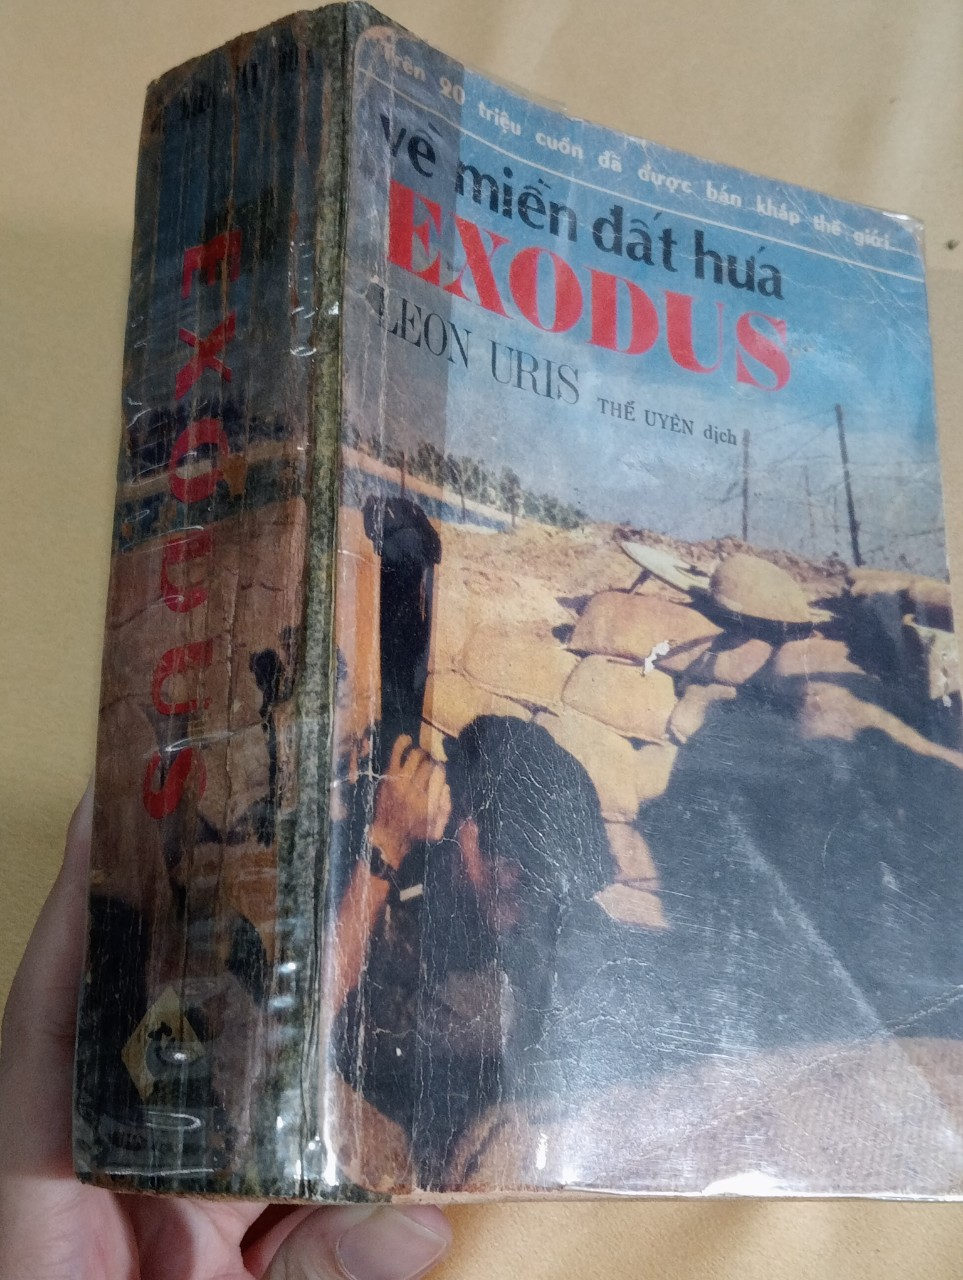 Trên 20 triệu cuốn đã được bán khắp thế giới
về miền đất hứa
EXODUS
LEON URIS
THẾ UYÊN dịch
EXODUS